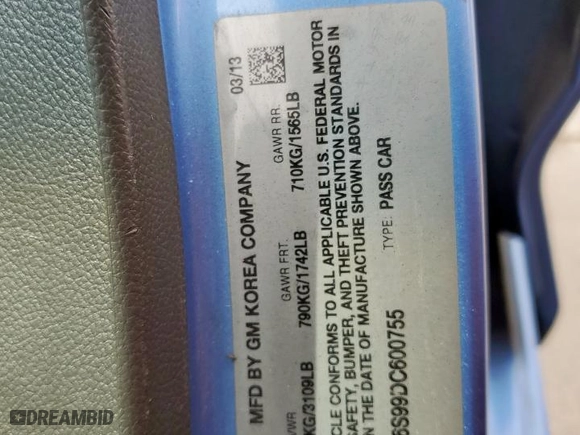 MFD BY GM KOREA COMPANY 03/13
GAWR FRT. GAWR RR.
KG/3109LB 790KG/1742LB 710KG/1565LB
CONFORMS TO ALL APPLICABLE U.S. FEDERAL MOTOR
SAFETY, BUMPER, AND THEFT PREVENTION STANDARDS IN
THE DATE OF MANUFACTURE SHOWN ABOVE.
6S99DC600755 TYPE: PASS CAR
DREAMBID